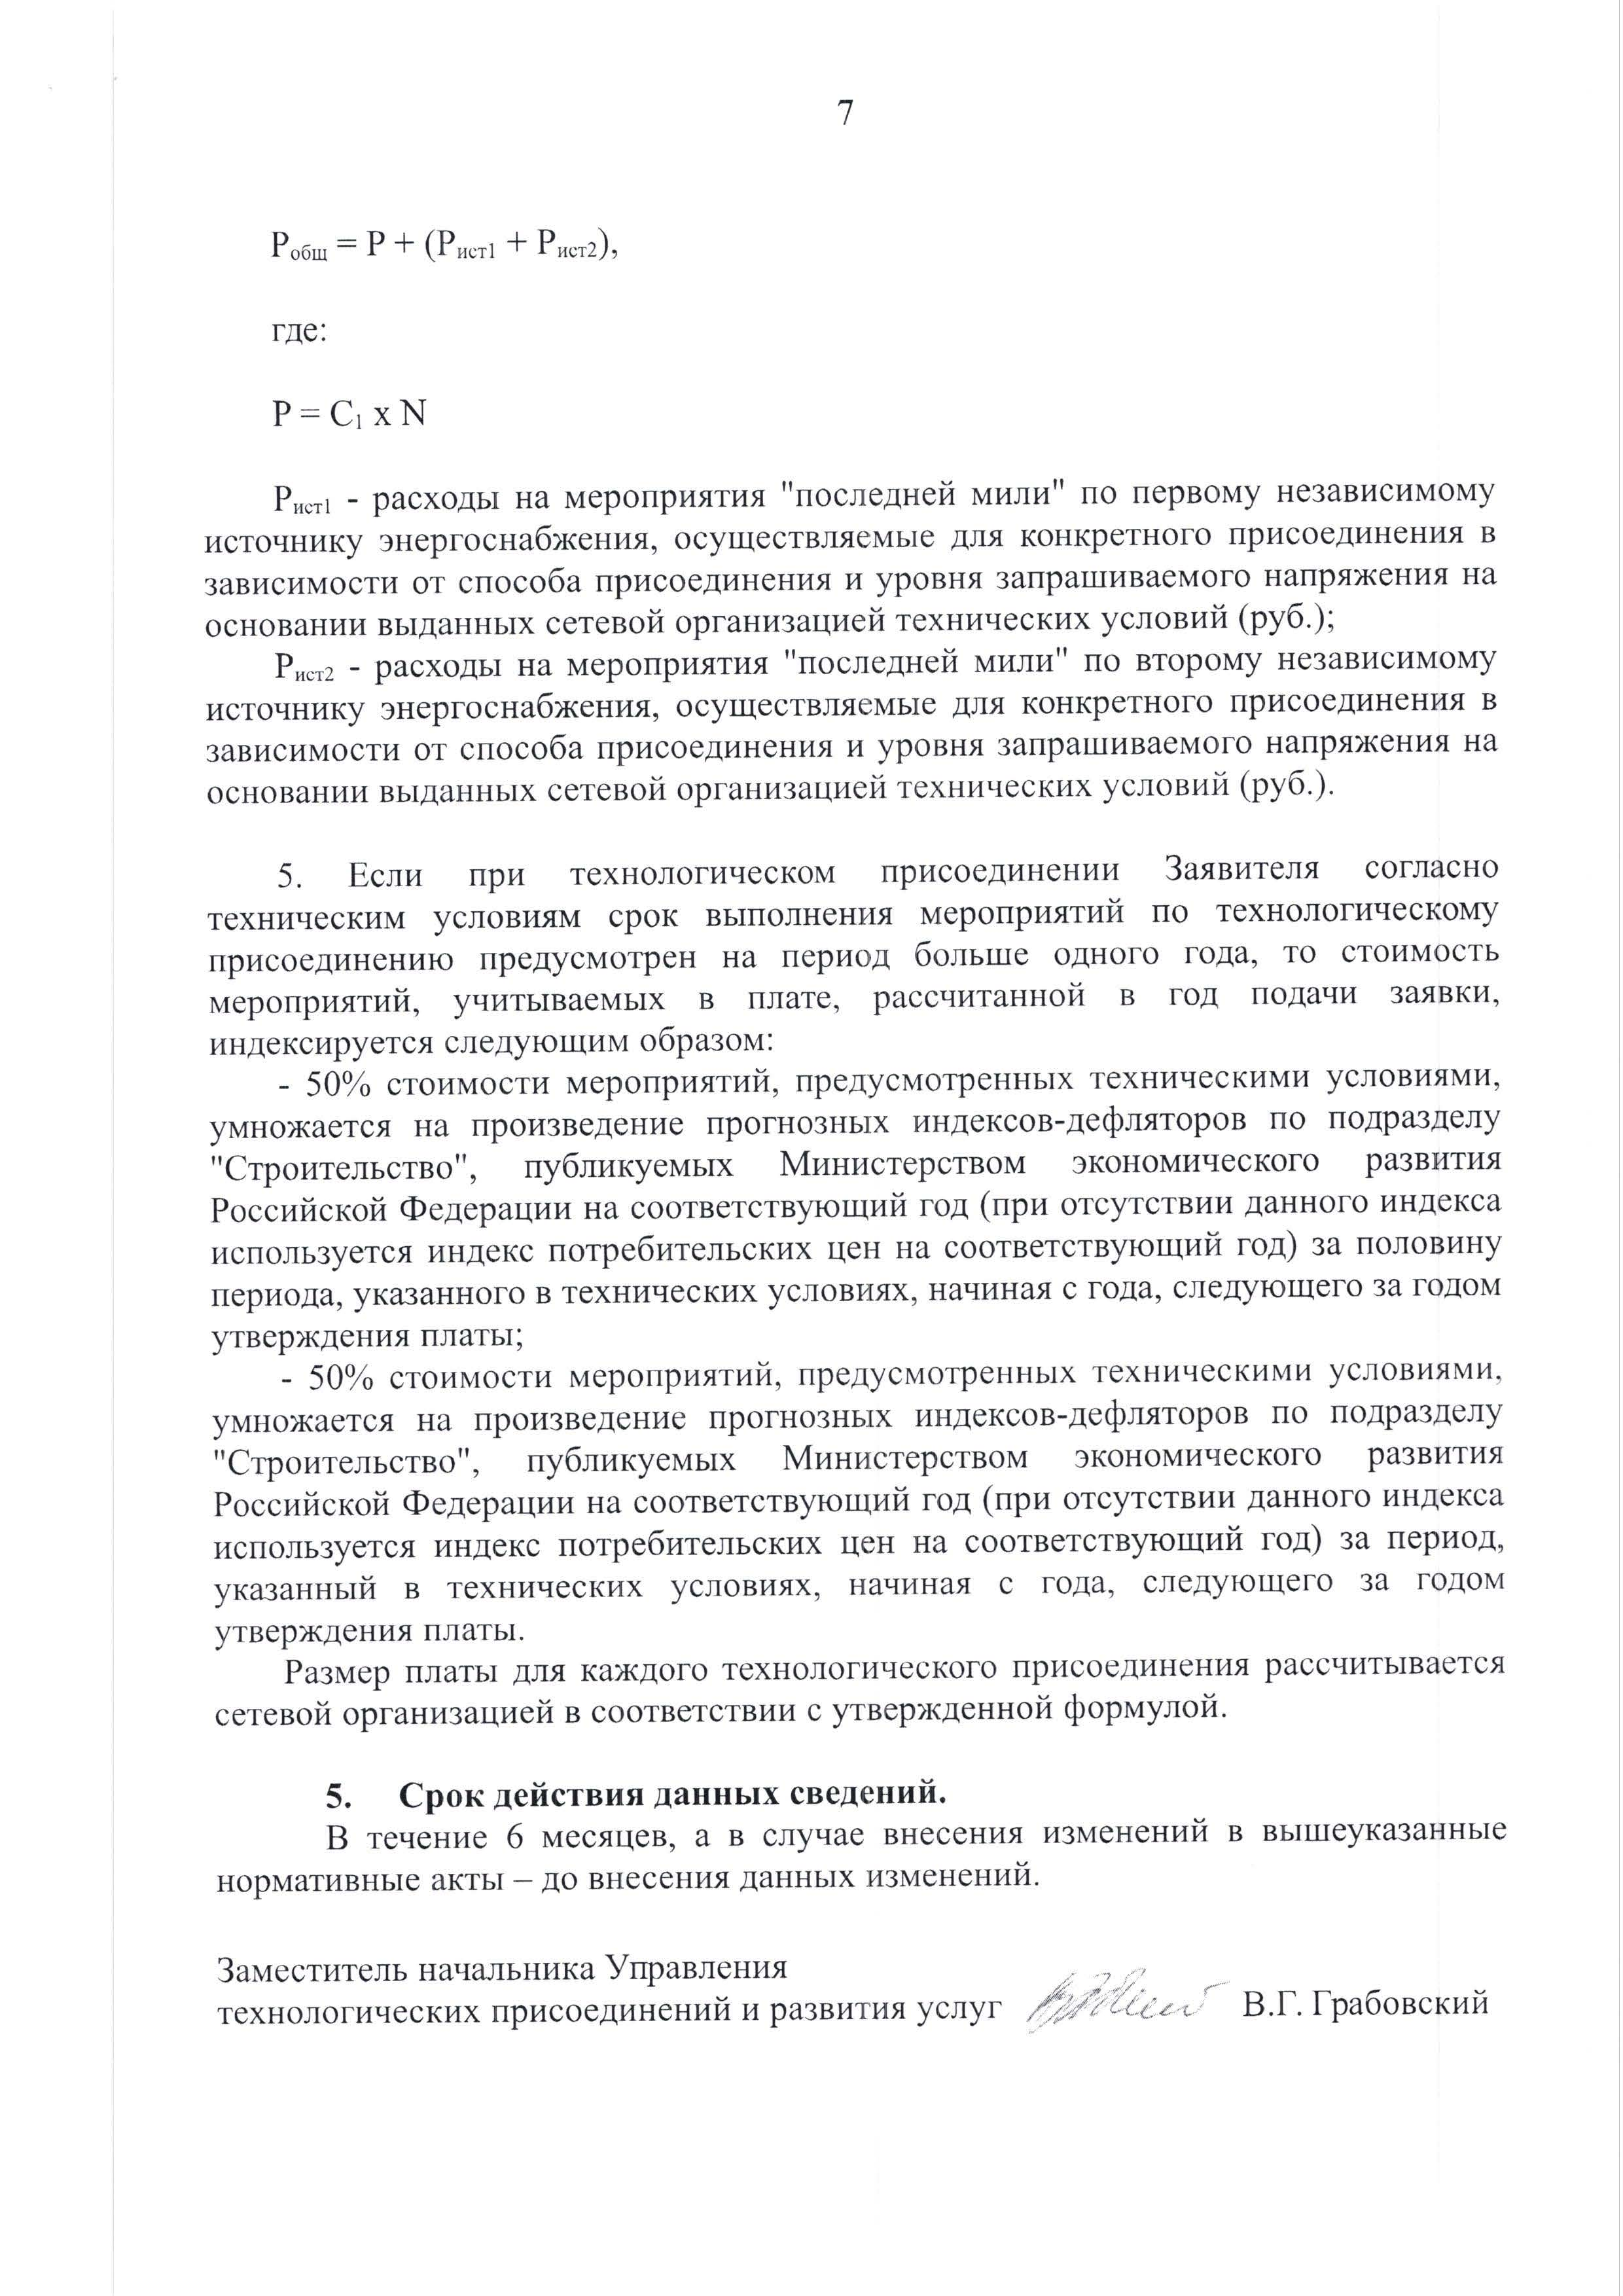 7
Pобщ = P + (Pист1 + Pист2),
где:
P = C1 x N
Pист1 - расходы на мероприятия "последней мили" по первому независимому
источнику энергоснабжения, осуществляемые для конкретного присоединения в
зависимости от способа присоединения и уровня запрашиваемого напряжения на
основании выданных сетевой организацией технических условий (руб.);
Pист2 - расходы на мероприятия "последней мили" по второму независимому
источнику энергоснабжения, осуществляемые для конкретного присоединения в
зависимости от способа присоединения и уровня запрашиваемого напряжения на
основании выданных сетевой организацией технических условий (руб.).
5. Если при технологическом присоединении Заявителя согласно
техническим условиям срок выполнения мероприятий по технологическому
присоединению предусмотрен на период больше одного года, то стоимость
мероприятий, учитываемых в плате, рассчитанной в год подачи заявки,
индексируется следующим образом:
- 50% стоимости мероприятий, предусмотренных техническими условиями,
умножается на произведение прогнозных индексов-дефляторов по подразделу
"Строительство", публикуемых Министерством экономического развития
Российской Федерации на соответствующий год (при отсутствии данного индекса
используется индекс потребительских цен на соответствующий год) за половину
периода, указанного в технических условиях, начиная с года, следующего за годом
утверждения платы;
- 50% стоимости мероприятий, предусмотренных техническими условиями,
умножается на произведение прогнозных индексов-дефляторов по подразделу
"Строительство", публикуемых Министерством экономического развития
Российской Федерации на соответствующий год (при отсутствии данного индекса
используется индекс потребительских цен на соответствующий год) за период,
указанный в технических условиях, начиная с года, следующего за годом
утверждения платы.
Размер платы для каждого технологического присоединения рассчитывается
сетевой организацией в соответствии с утвержденной формулой.
5. Срок действия данных сведений.
В течение 6 месяцев, а в случае внесения изменений в вышеуказанные
нормативные акты – до внесения данных изменений.
Заместитель начальника Управления
технологических присоединений и развития услуг В.Г. Грабовский